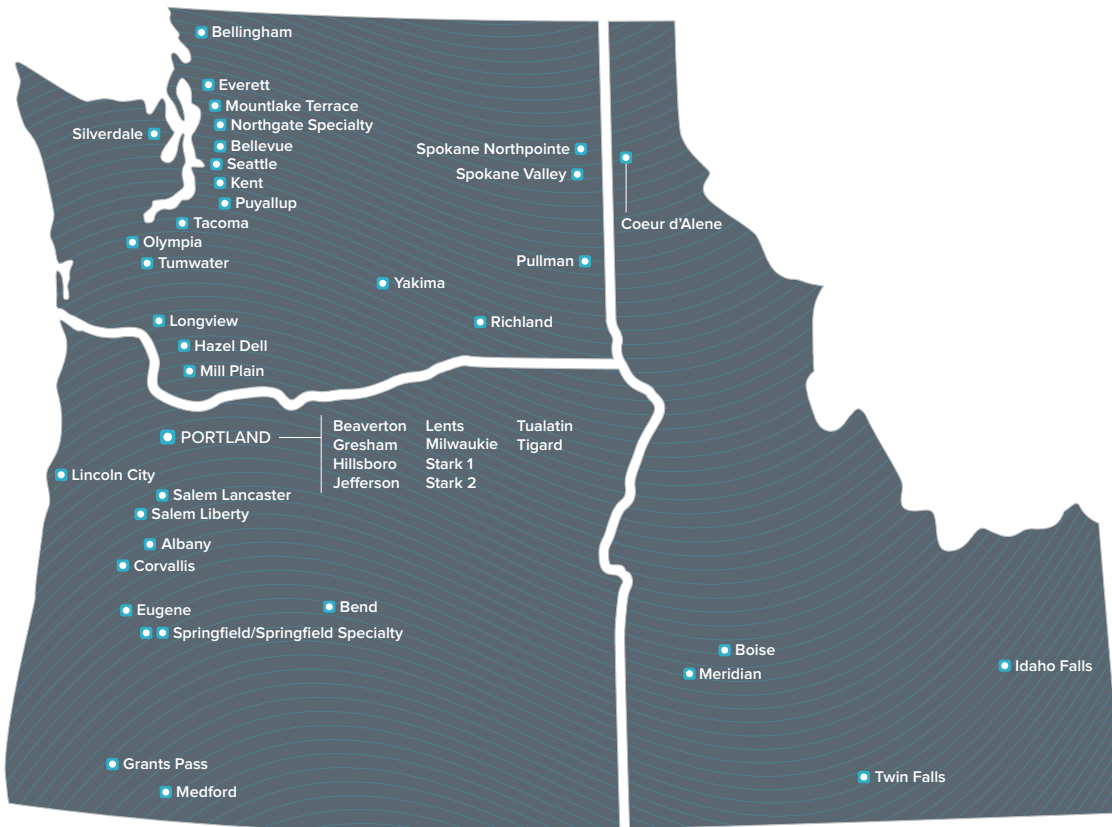 Bellingham
Everett
Mountlake Terrace
Northgate Specialty
Silverdale
Bellevue
Seattle
Kent
Puyallup
Tacoma
Olympia
Tumwater
Spokane Northpointe
Spokane Valley
Coeur d'Alene
Pullman
Yakima
Richland
Longview
Hazel Dell
Mill Plain
PORTLAND
Beaverton
Gresham
Hillsboro
Jefferson
Lents
Milwaukie
Stark 1
Stark 2
Tualatin
Tigard
Lincoln City
Salem Lancaster
Salem Liberty
Albany
Corvallis
Eugene
Bend
Springfield/Springfield Specialty
Boise
Meridian
Idaho Falls
Grants Pass
Medford
Twin Falls